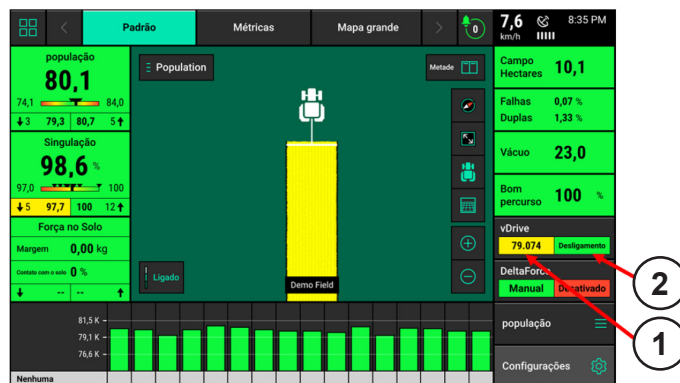 Padrão
Métricas
Mapa grande
0
7,6
km/h
8:35 PM
população
80,1
74,1
84,0
3
79,3
80,7
5
Singulação
98,6 %
97,0
100
5
97,7
100
12
Força no Solo
Margem 0,00 kg
Contato com o solo 0 %
-- --
Population
Metade
Ligado
Demo Field
Campo
Hectares
10,1
Falhas 0,07 %
Duplas 1,33 %
Vácuo 23,0
Bom
percurso
100 %
vDrive
79.074
Desligamento
DeltaForce
Manual
Desativado
2
1
81,5 K
79,1 K
76,6 K
Nenhuma
população
Configurações